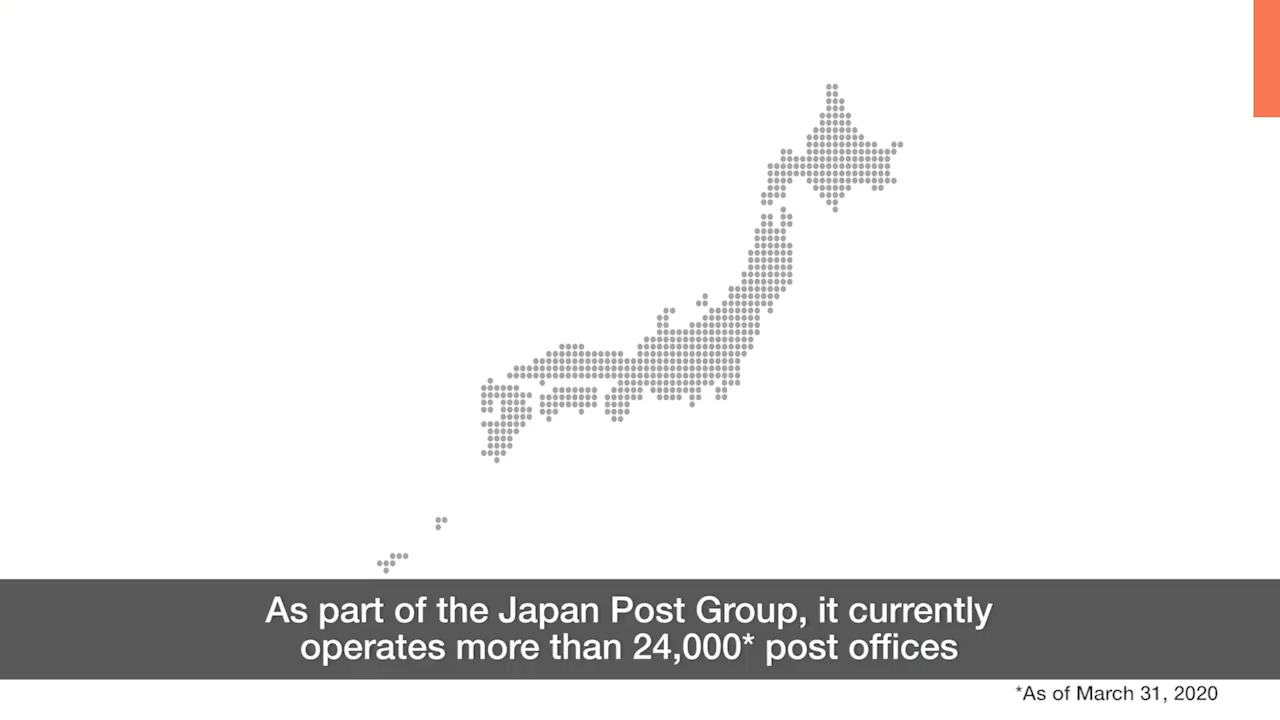 As part of the Japan Post Group, it currently
operates more than 24,000* post offices
*As of March 31, 2020